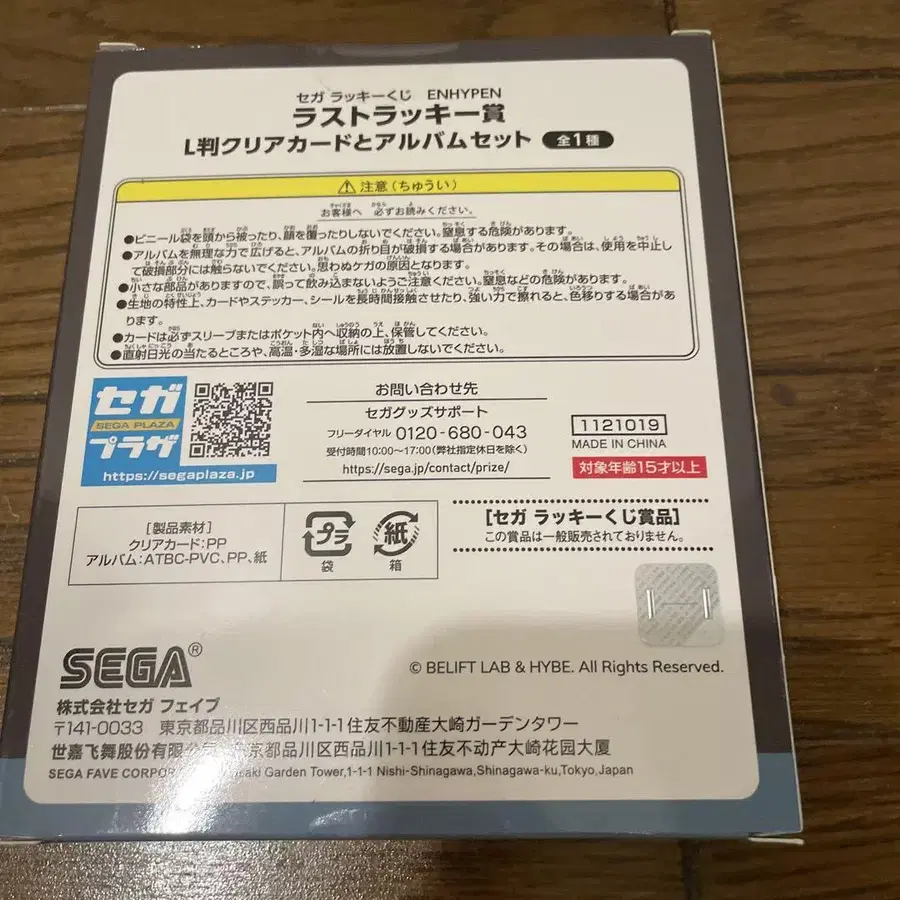 セガ ラッキーくじ ENHYPEN
ラストラッキー賞
L判クリアカードとアルバムセット 全1種
⚠注意(ちゅうい)
お客様へ 必ずお読みください。
●ビニール袋を頭から被ったり、顔を覆ったりしないでください。窒息する危険があります。
●アルバムを無理な力で広げると、アルバムの折り目が破損する場合があります。その場合は、使用を中止し
て破損部分には触らないでください。思わぬケガの原因となります。
●小さな部品がありますので、誤って飲み込まないようご注意ください。窒息などの危険があります。
●生地の特性上、カードやステッカー、シールを長時間接触させたり、強い力で擦れると、色移りする場合があ
ります。
●カードは必ずスリーブまたはポケット内へ収納の上、保管してください。
●直射日光の当たるところや、高温・多湿な場所には放置しないでください。
セガ
SEGA PLAZA
プラザ
https://segaplaza.jp
お問い合わせ先
セガグッズサポート
フリーダイヤル 0120-680-043
受付時間10:00~17:00(弊社指定休日を除く)
https://sega.jp/contact/prize/
1121019
MADE IN CHINA
対象年齢15才以上
[製品素材]
クリアカード:PP
アルバム:ATBC-PVC、PP、紙
プラ
袋
紙
箱
[セガ ラッキーくじ賞品]
この賞品は一般販売されておりません。
SEGA®
© BELIFT LAB & HYBE. All Rights Reserved.
株式会社セガ フェイブ
〒141-0033 東京都品川区西品川1-1-1住友不動産大崎ガーデンタワー
世嘉飞舞股份有限 京都品川区西品川1-1-1住友不动产大崎花园大厦
SEGA FAVE CORPOR Garden Tower,1-1-1 Nishi-Shinagawa,Shinagawa-ku,Tokyo,Japan